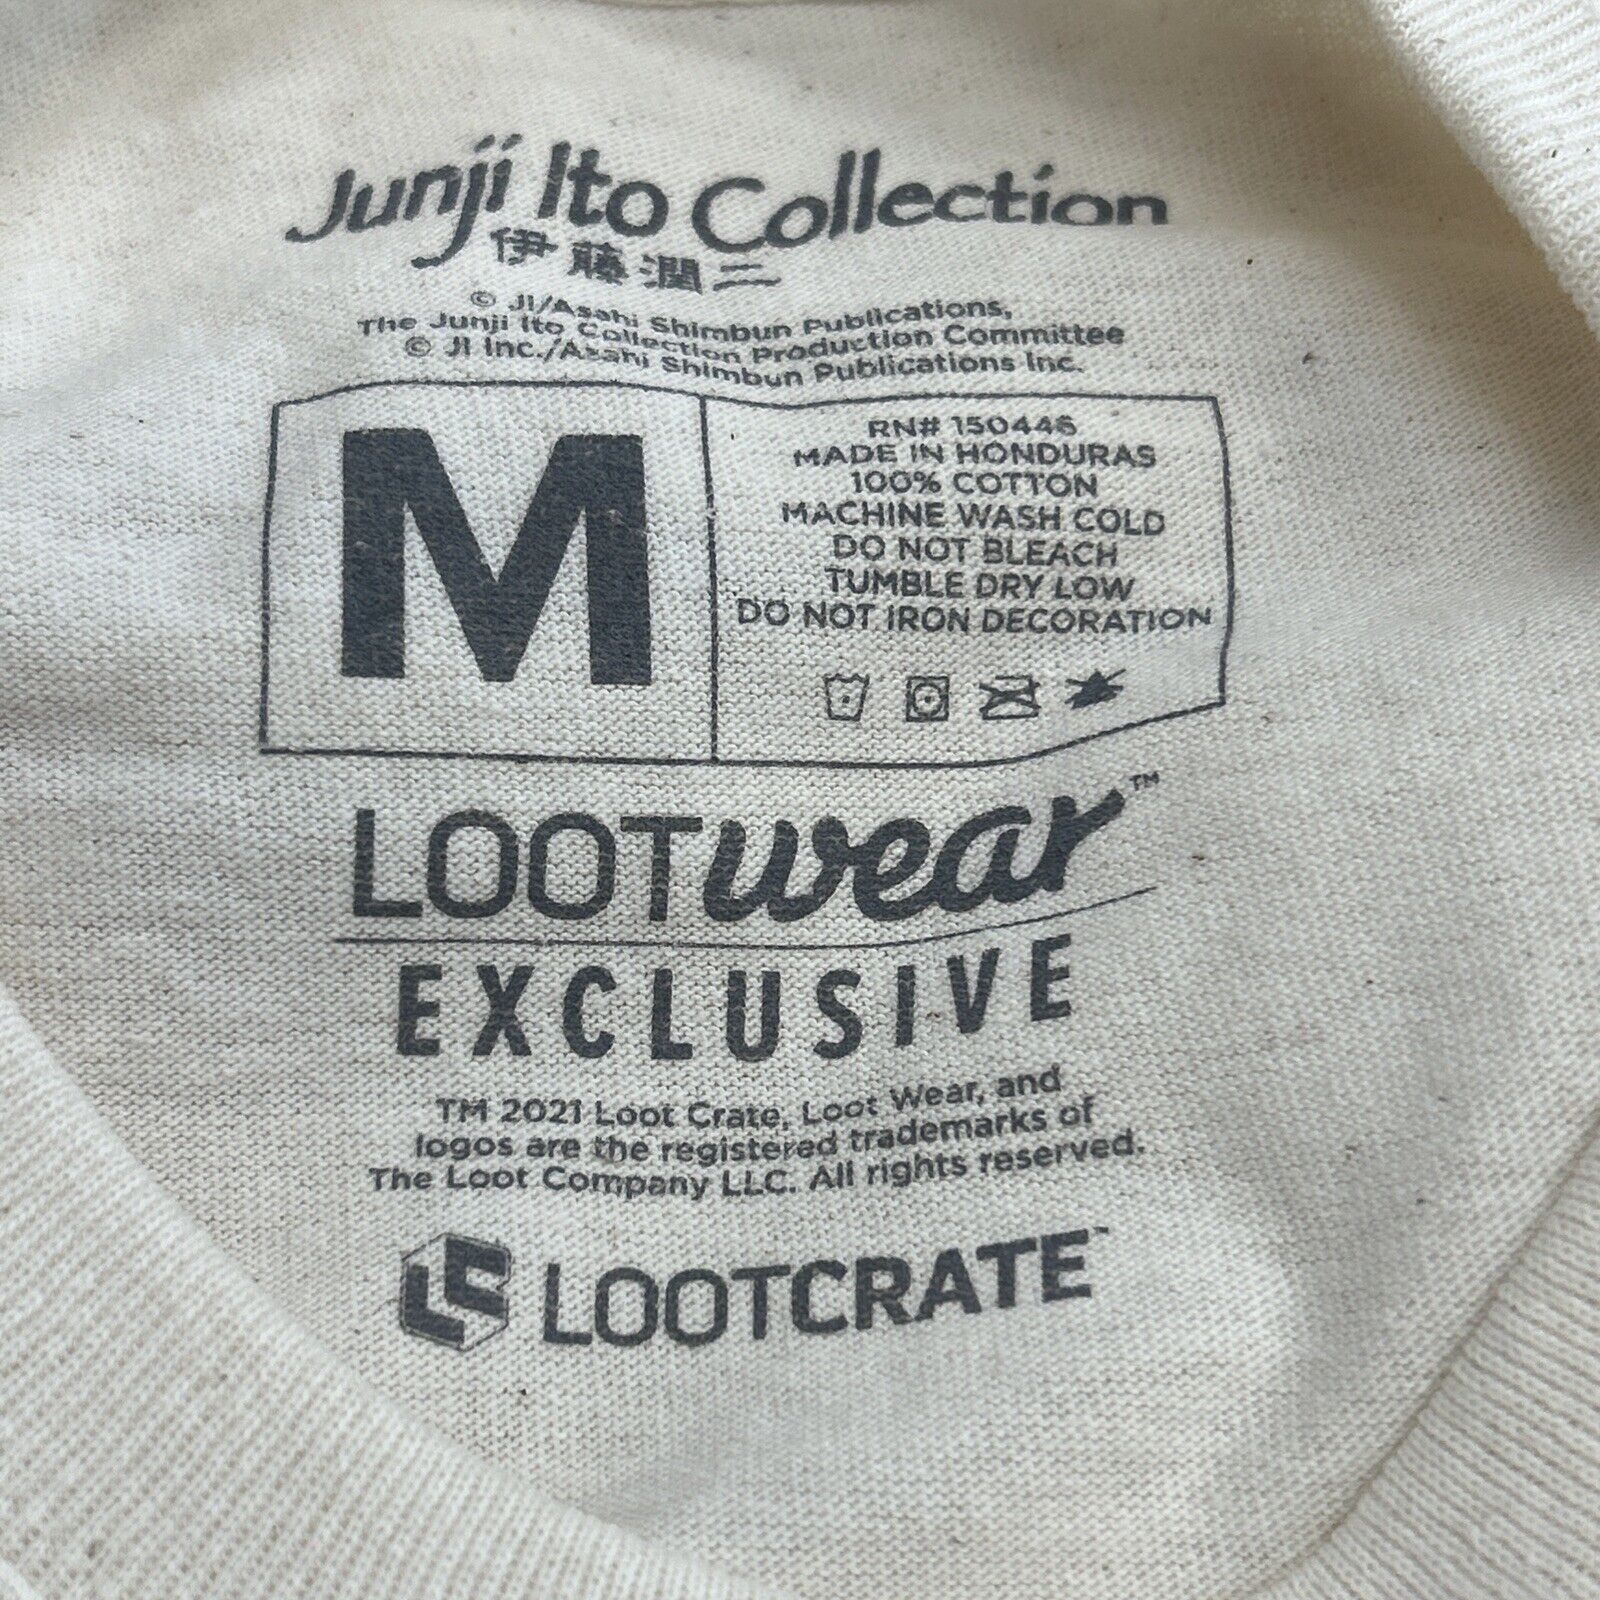 Junji Ito Collection
伊藤潤二
© JI/Asahi Shimbun Publications,
The Junji Ito Collection Production Committee
© JI Inc./Asahi Shimbun Publications Inc.
M
RN# 150446
MADE IN HONDURAS
100% COTTON
MACHINE WASH COLD
DO NOT BLEACH
TUMBLE DRY LOW
DO NOT IRON DECORATION
LOOTwear™
EXCLUSIVE
TM 2021 Loot Crate, Loot Wear, and
logos are the registered trademarks of
The Loot Company LLC. All rights reserved.
LC LOOTCRATE™